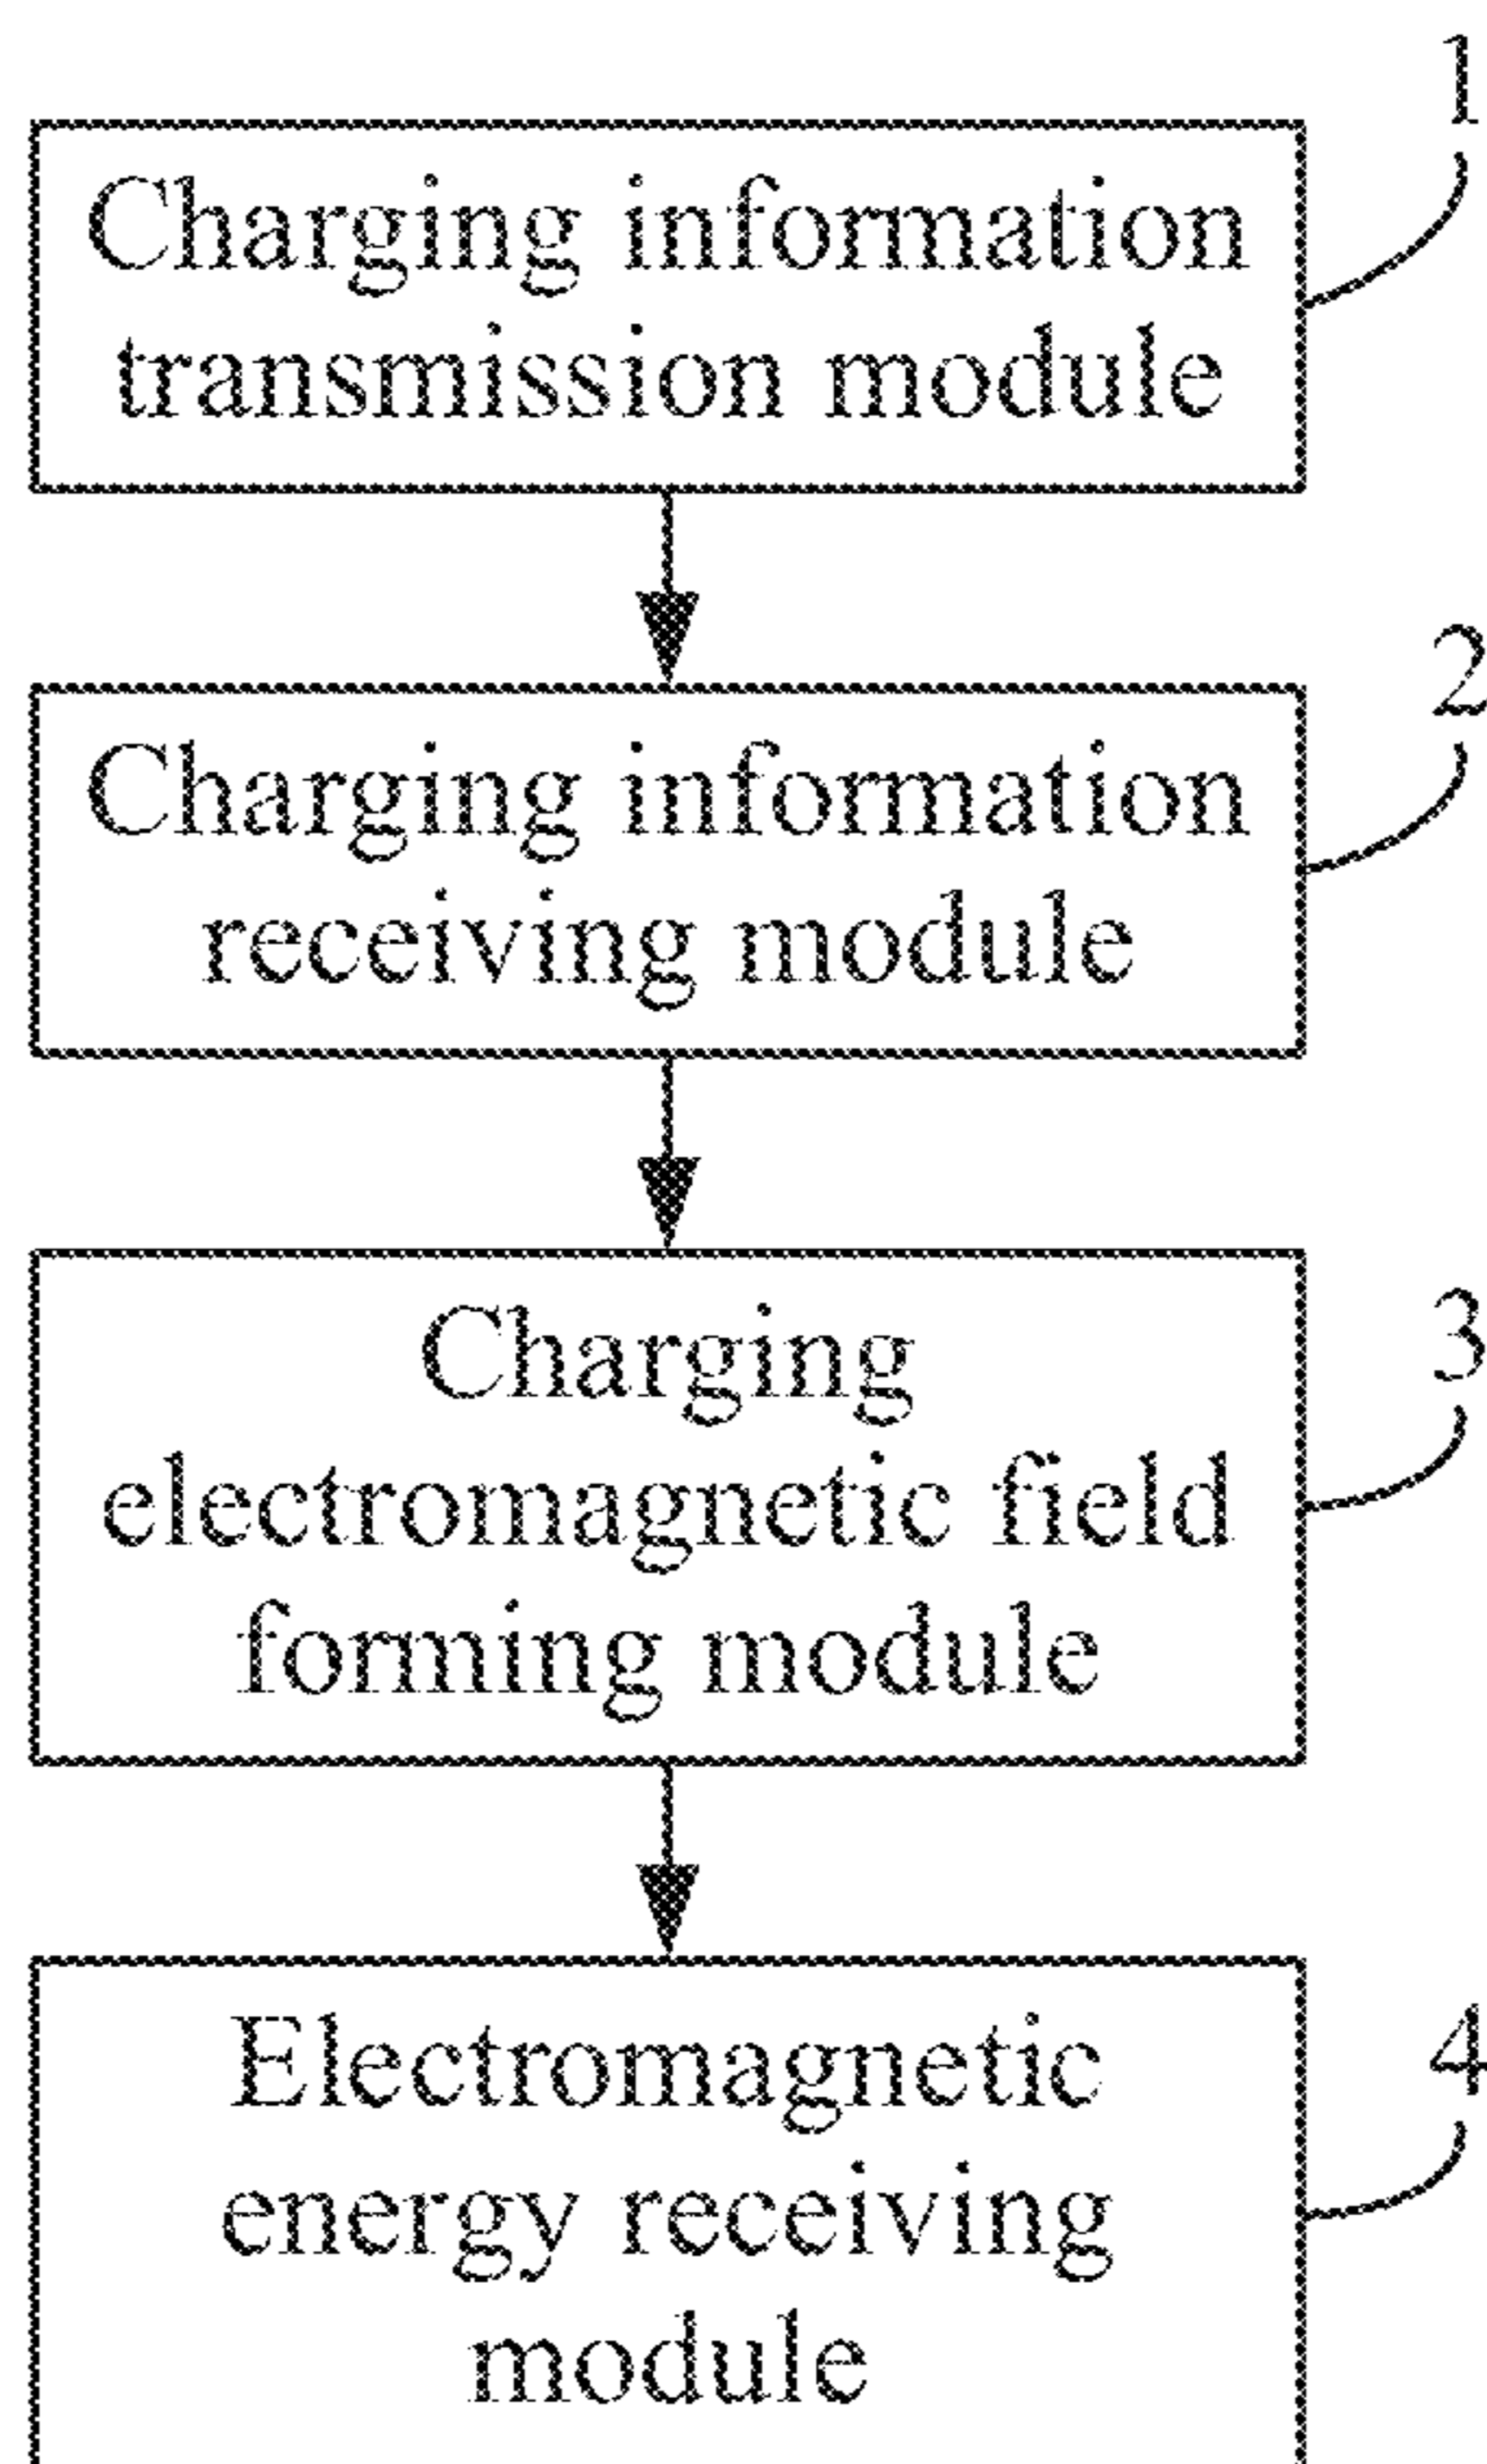 1
Charging information
transmission module
2
Charging information
receiving module
3
Charging
electromagnetic field
forming module
4
Electromagnetic
energy receiving
module